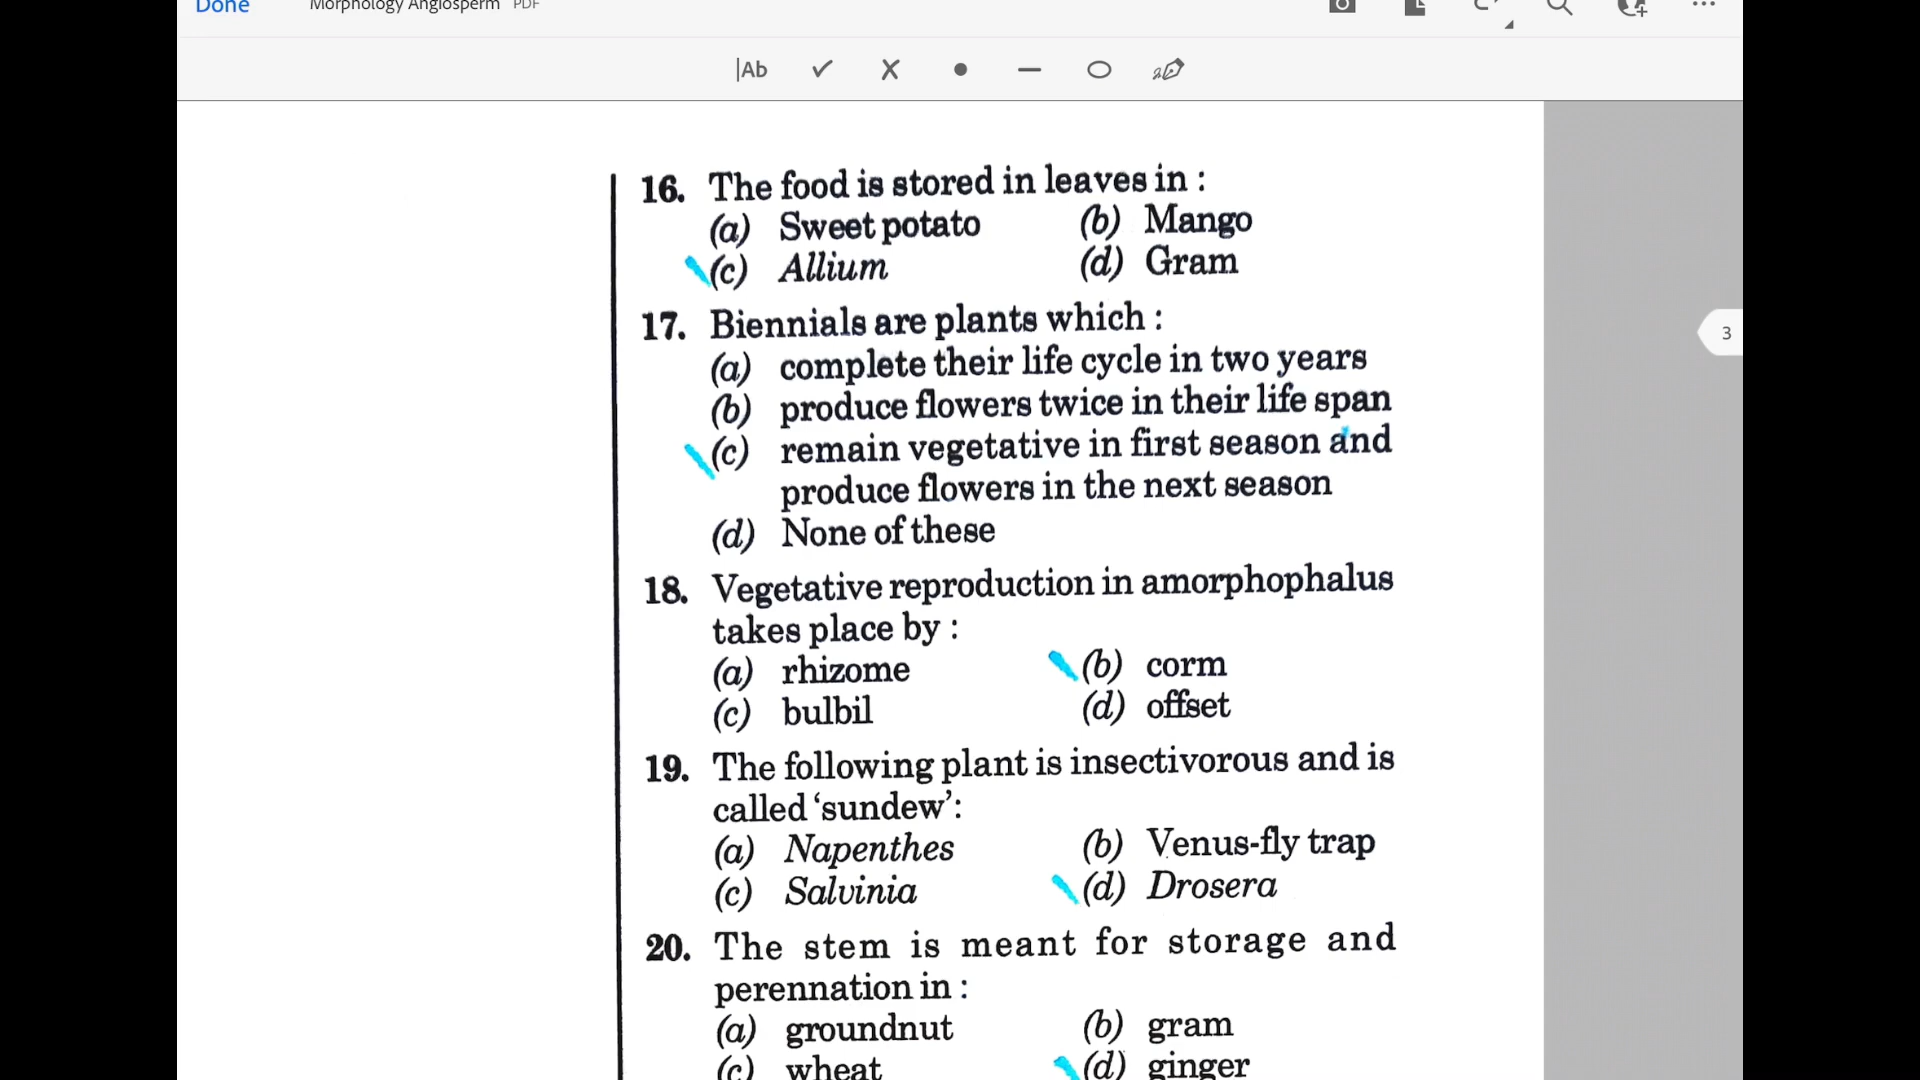 Done Morphology Angiosperm PDF
|Ab
16. The food is stored in leaves in :
(a) Sweet potato (b) Mango
(c) Allium (d) Gram
17. Biennials are plants which :
(a) complete their life cycle in two years
(b) produce flowers twice in their life span
(c) remain vegetative in first season and
produce flowers in the next season
(d) None of these
18. Vegetative reproduction in amorphophalus
takes place by :
(a) rhizome (b) corm
(c) bulbil (d) offset
19. The following plant is insectivorous and is
called ‘sundew’:
(a) Napenthes (b) Venus-fly trap
(c) Salvinia (d) Drosera
20. The stem is meant for storage and
perennation in :
(a) groundnut (b) gram
(c) wheat (d) ginger
3